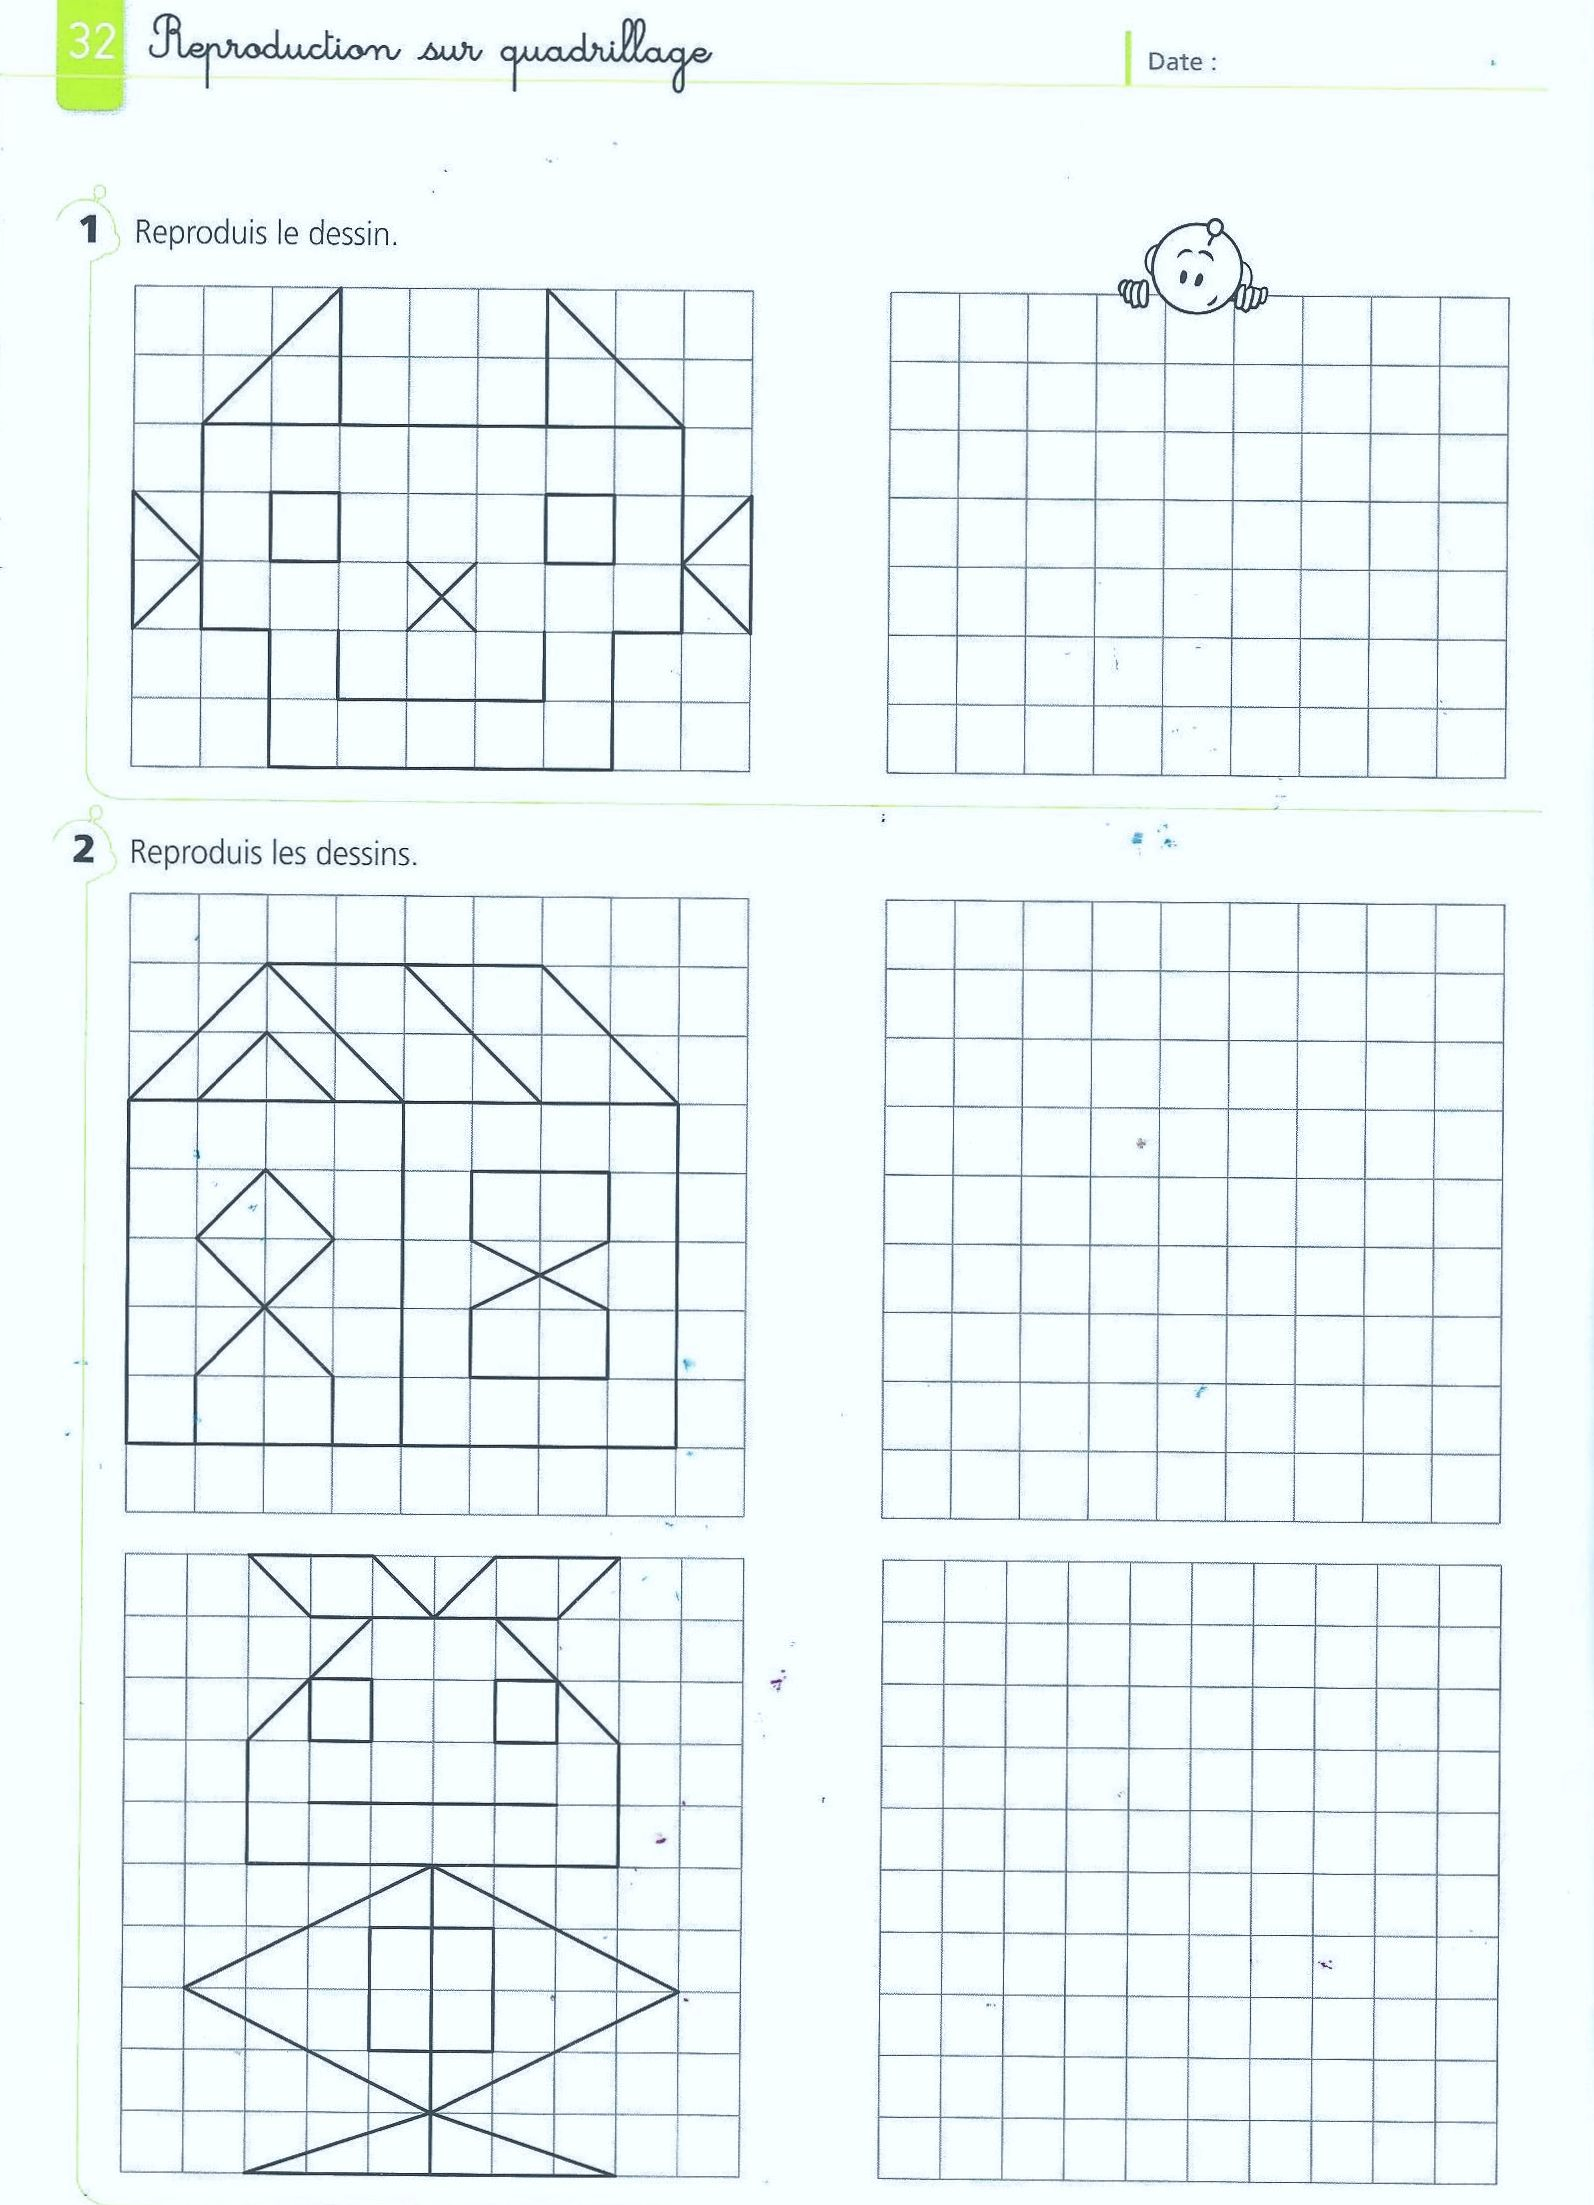 32 Reproduction sur quadrillage
Date :
1 Reproduis le dessin.
2 Reproduis les dessins.